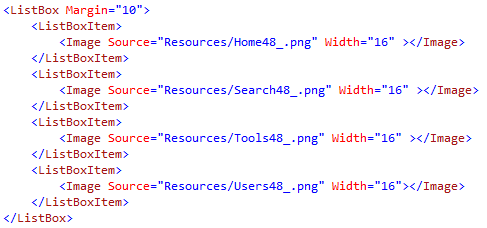 <ListBox Margin="10">
    <ListBoxItem>
        <Image Source="Resources/Home48_.png" Width="16" ></Image>
    </ListBoxItem>
    <ListBoxItem>
        <Image Source="Resources/Search48_.png" Width="16" ></Image>
    </ListBoxItem>
    <ListBoxItem>
        <Image Source="Resources/Tools48_.png" Width="16" ></Image>
    </ListBoxItem>
    <ListBoxItem>
        <Image Source="Resources/Users48_.png" Width="16"></Image>
    </ListBoxItem>
</ListBox>